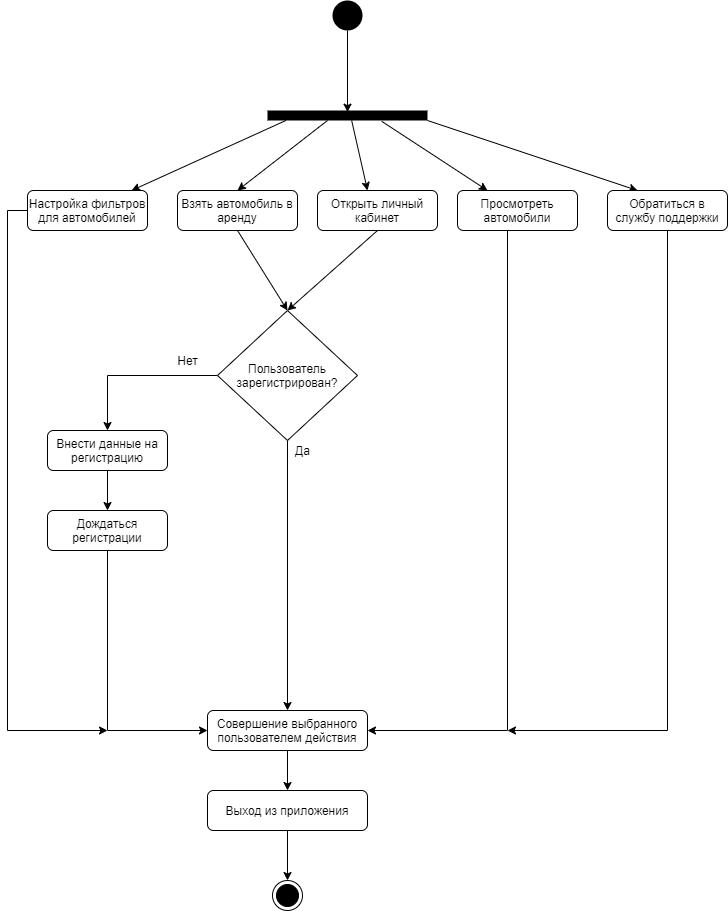 Настройка фильтров
для автомобилей
Взять автомобиль в
аренду
Открыть личный
кабинет
Просмотреть
автомобили
Обратиться в
службу поддержки
Нет
Пользователь
зарегистрирован?
Да
Внести данные на
регистрацию
Дождаться
регистрации
Совершение выбранного
пользователем действия
Выход из приложения